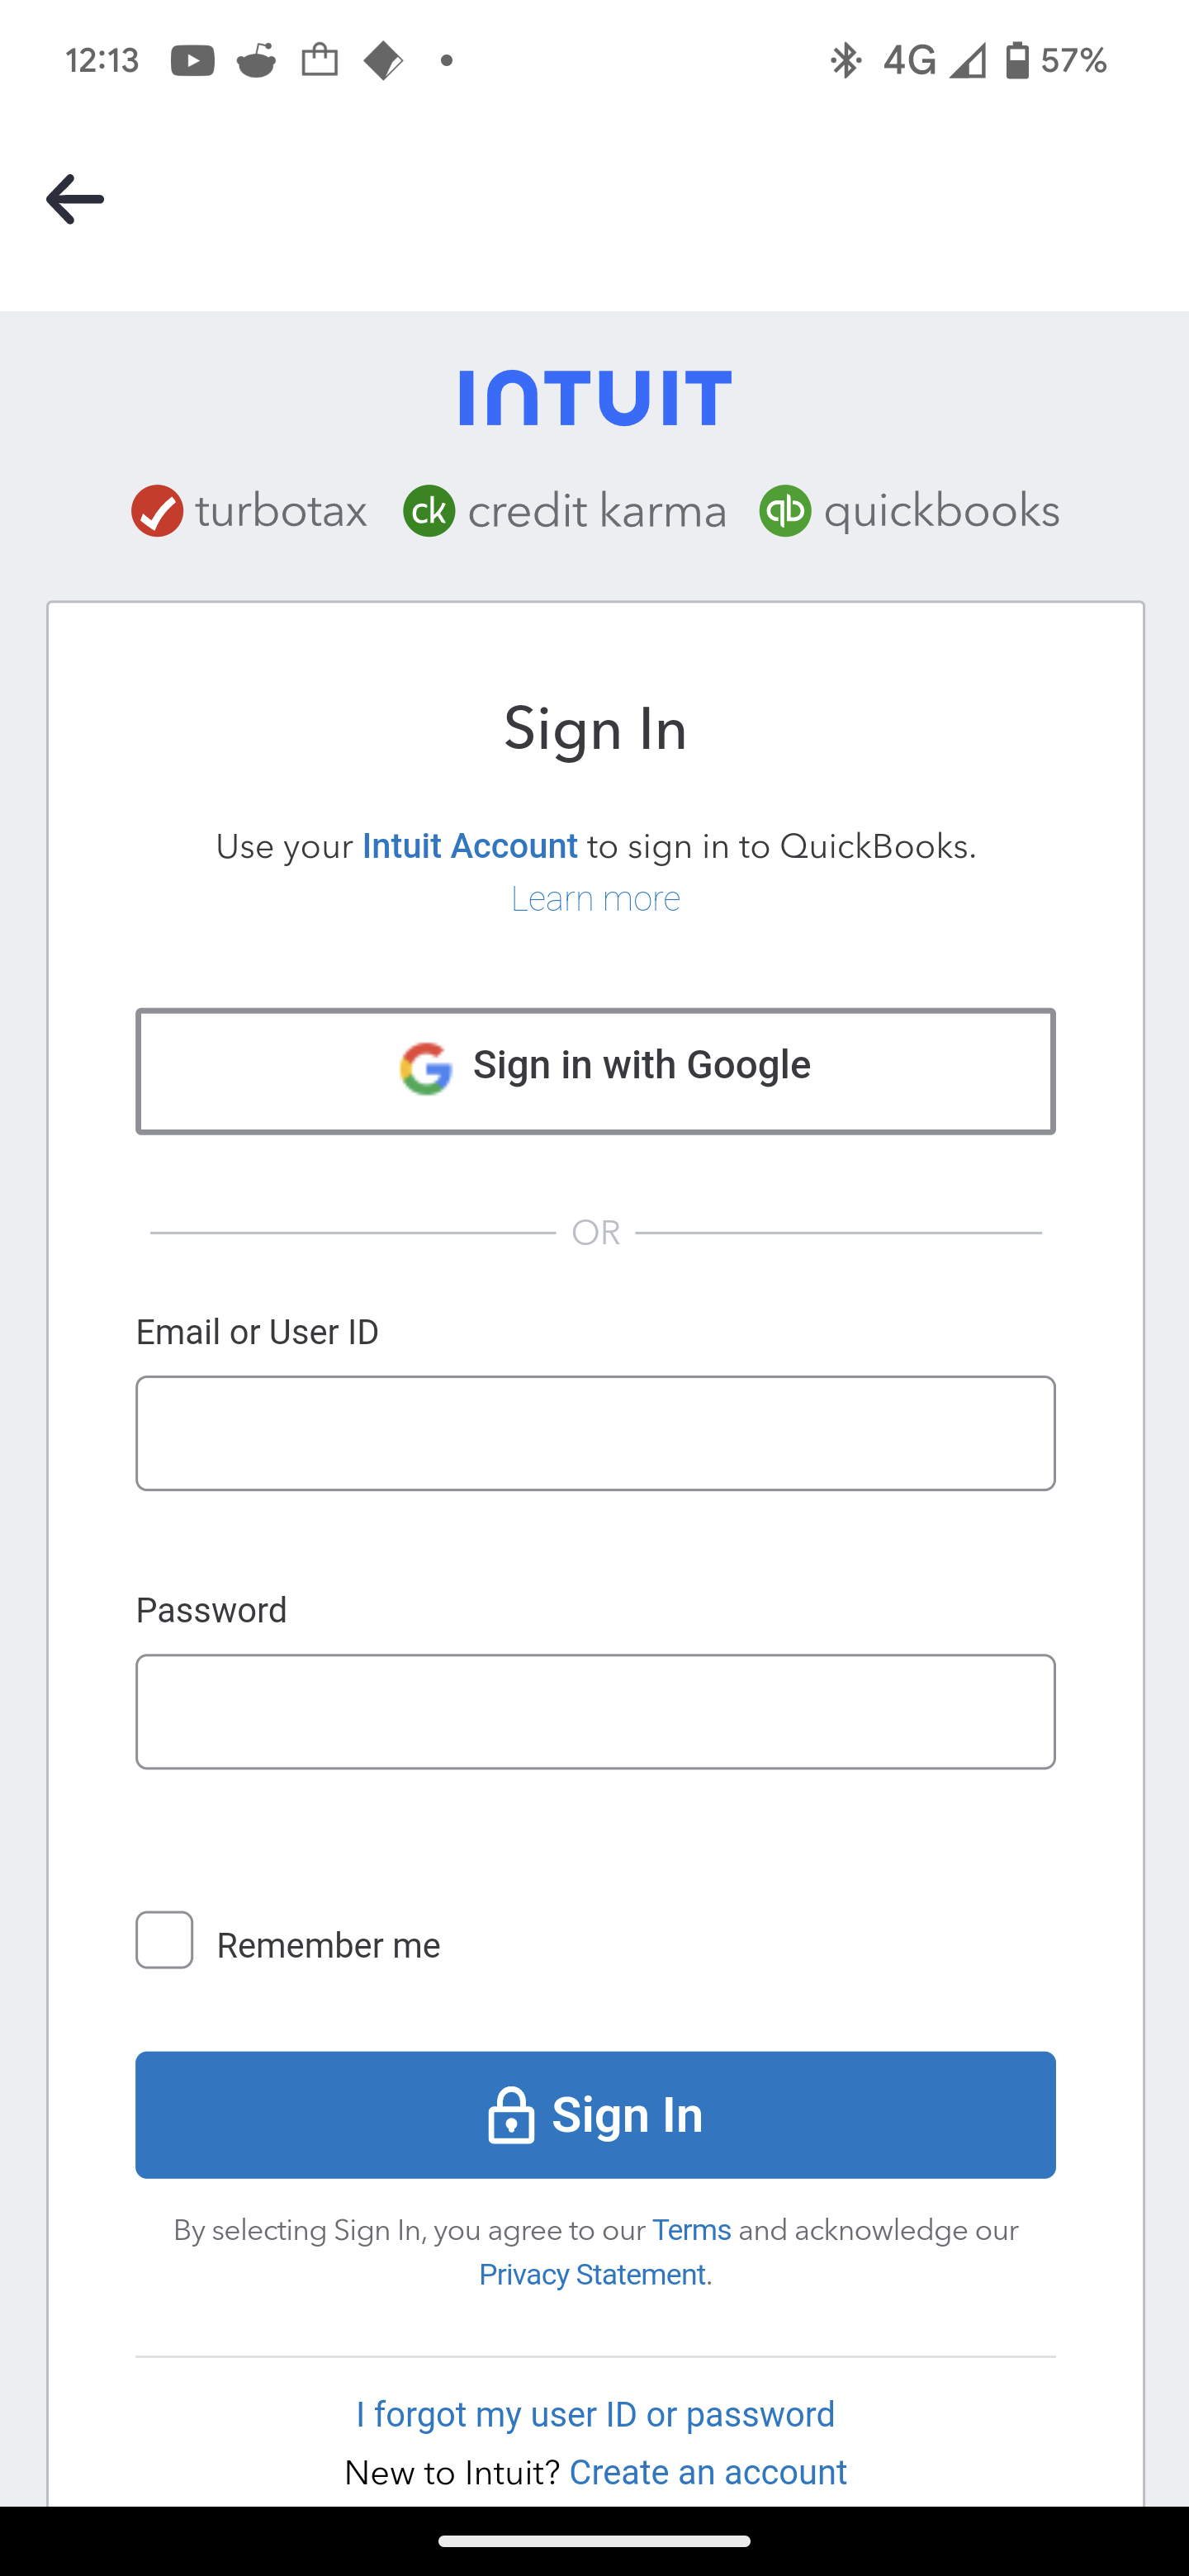 12:13 4G 57%
INTUIT
turbotax ck credit karma qb quickbooks
Sign In
Use your Intuit Account to sign in to QuickBooks.
Learn more
G Sign in with Google
OR
Email or User ID
Password
Remember me
Sign In
By selecting Sign In, you agree to our Terms and acknowledge our
Privacy Statement.
I forgot my user ID or password
New to Intuit? Create an account